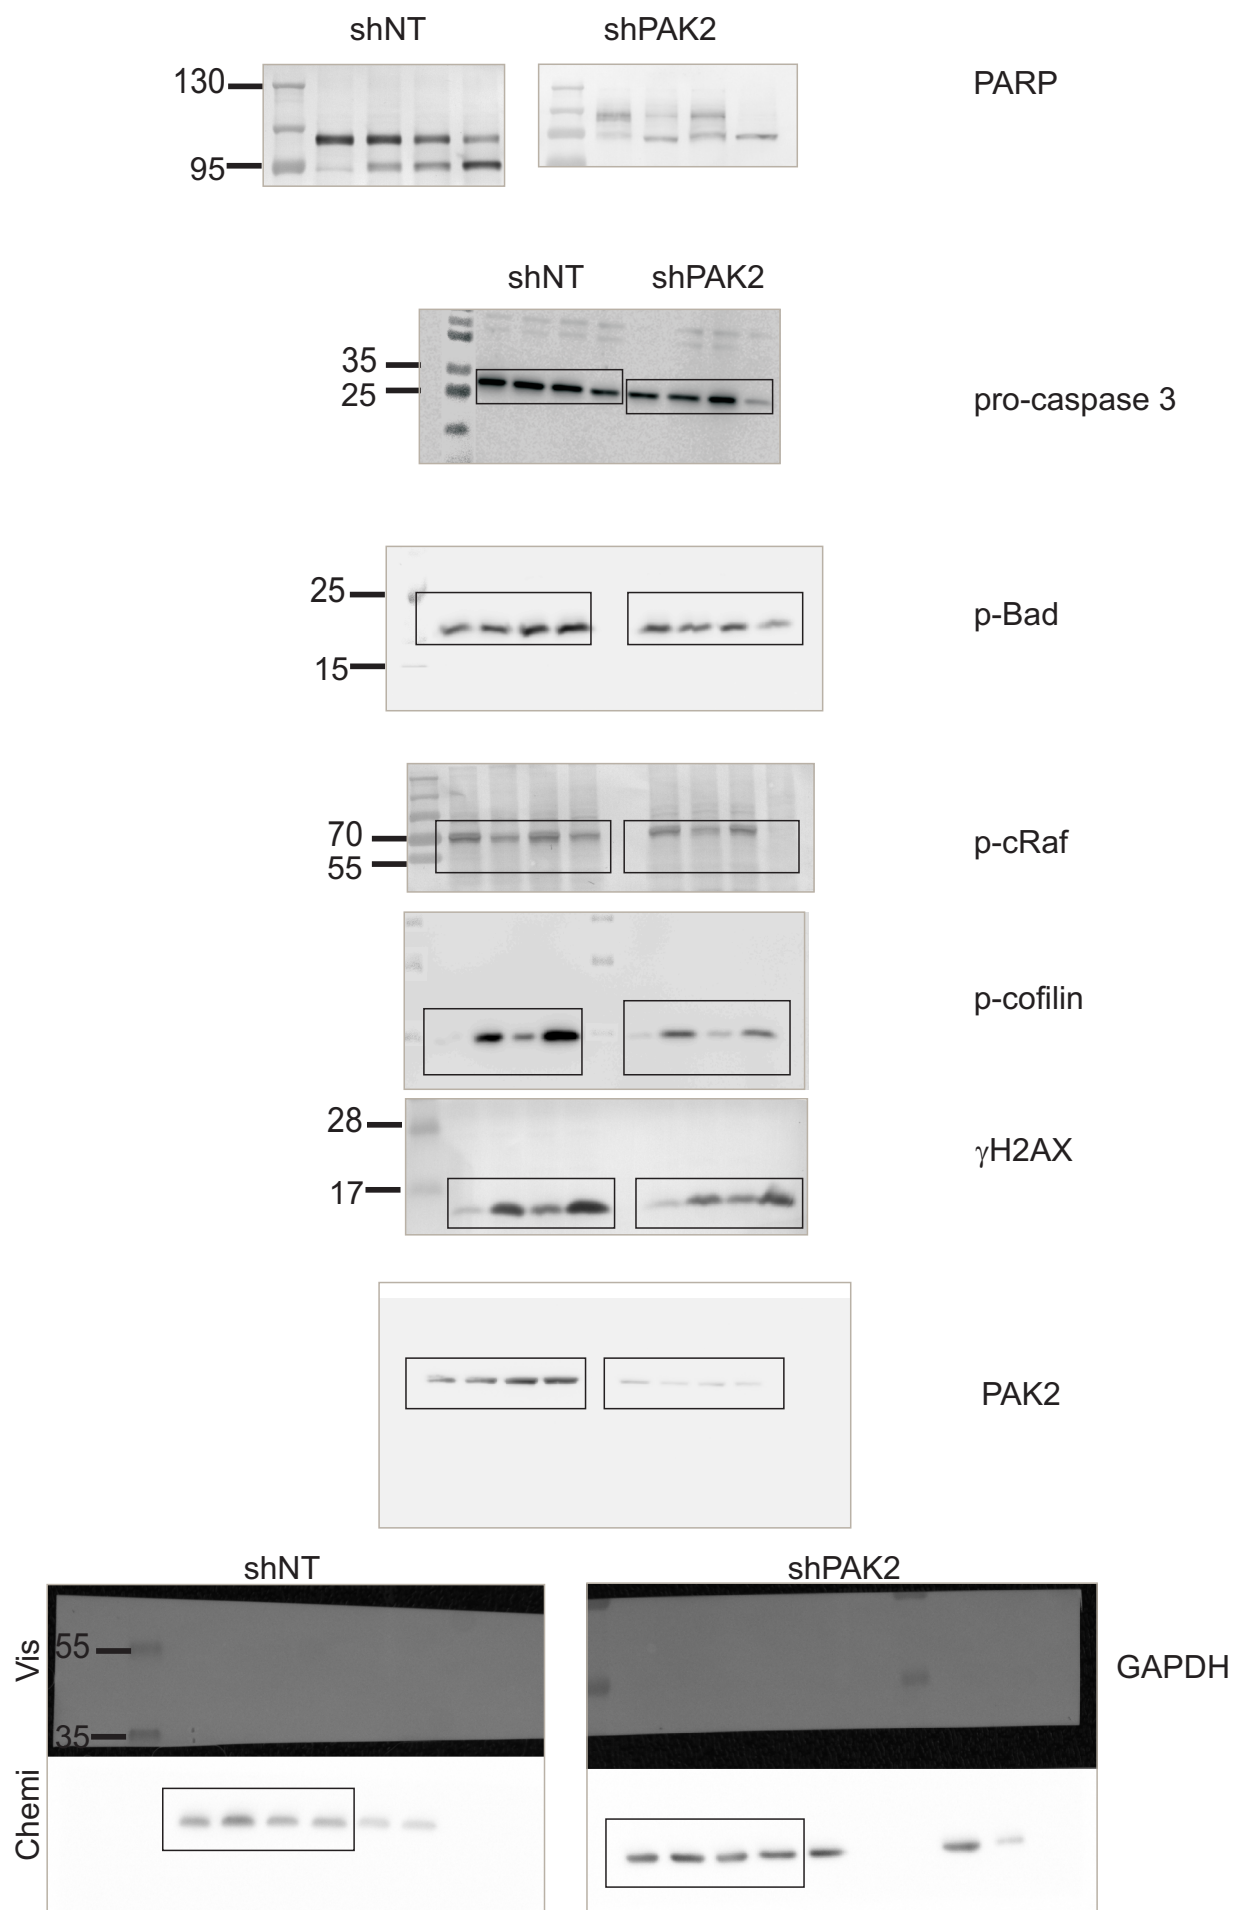 shNT shPAK2
130
PARP
95
shNT shPAK2
35
25
pro-caspase 3
25
p-Bad
15
70
p-cRaf
55
p-cofilin
28
γH2AX
17
PAK2
shNT shPAK2
Vis
55
GAPDH
35
Chemi